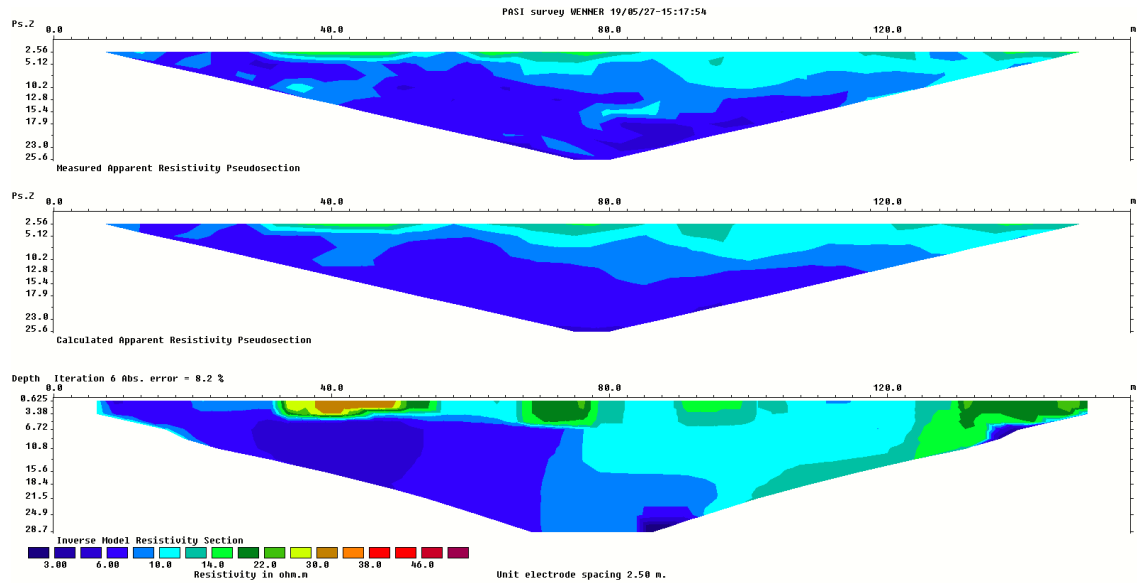 PASI survey WENNER 19/05/27-15:17:54
Ps.Z 0.0 40.0 80.0 120.0 m
2.56
5.12
10.2
12.8
15.4
17.9
23.0
25.6
Measured Apparent Resistivity Pseudosection
Ps.Z 0.0 40.0 80.0 120.0 m
2.56
5.12
10.2
12.8
15.4
17.9
23.0
25.6
Calculated Apparent Resistivity Pseudosection
Depth Iteration 6 Abs. error = 8.2 %
0.0 40.0 80.0 120.0 m
0.625
3.38
6.72
10.8
15.6
18.4
21.5
24.9
28.7
Inverse Model Resistivity Section
3.00 6.00 10.0 14.0 22.0 30.0 38.0 46.0
Resistivity in ohm.m Unit electrode spacing 2.50 m.